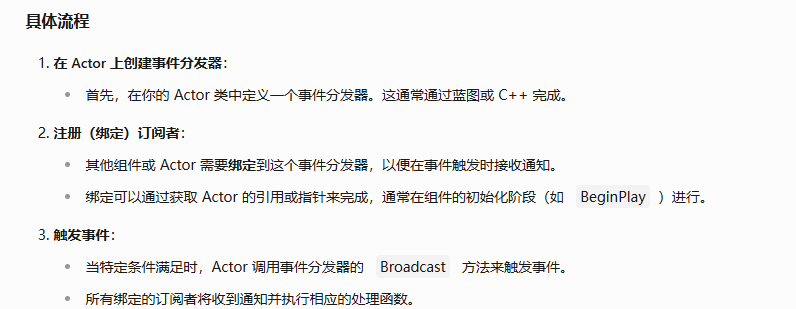 具体流程
1. 在 Actor 上创建事件分发器：
• 首先，在你的 Actor 类中定义一个事件分发器。这通常通过蓝图或 C++ 完成。
2. 注册（绑定）订阅者：
• 其他组件或 Actor 需要绑定到这个事件分发器，以便在事件触发时接收通知。
• 绑定可以通过获取 Actor 的引用或指针来完成，通常在组件的初始化阶段（如 BeginPlay ）进行。
3. 触发事件：
• 当特定条件满足时，Actor 调用事件分发器的 Broadcast 方法来触发事件。
• 所有绑定的订阅者将收到通知并执行相应的处理函数。